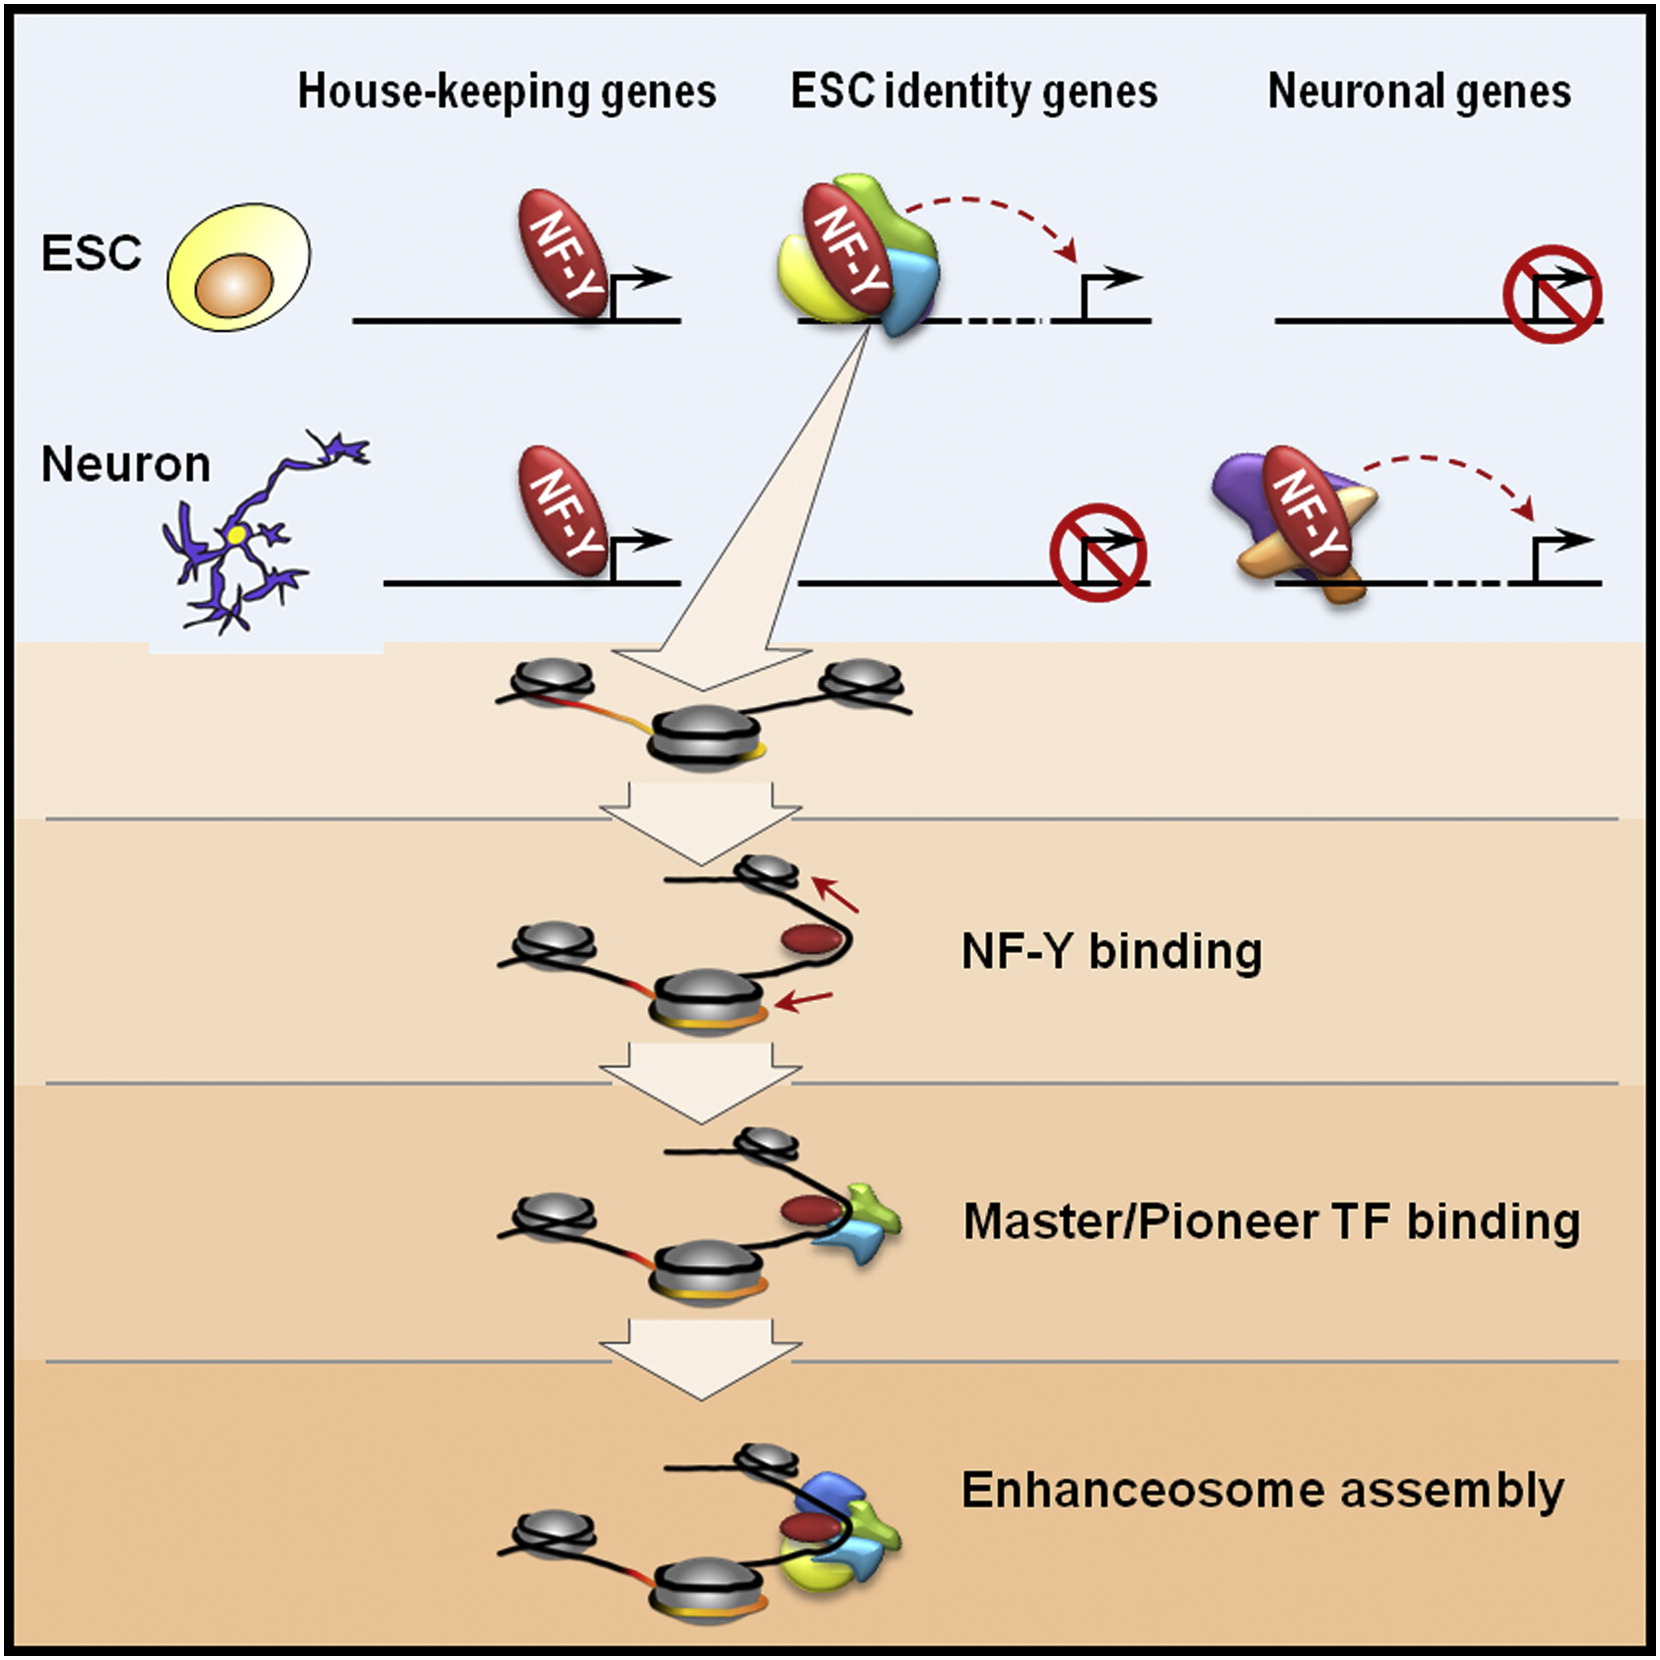 House-keeping genes
ESC identity genes
Neuronal genes
ESC
NF-Y
NF-Y
Neuron
NF-Y
NF-Y
NF-Y binding
Master/Pioneer TF binding
Enhanceosome assembly